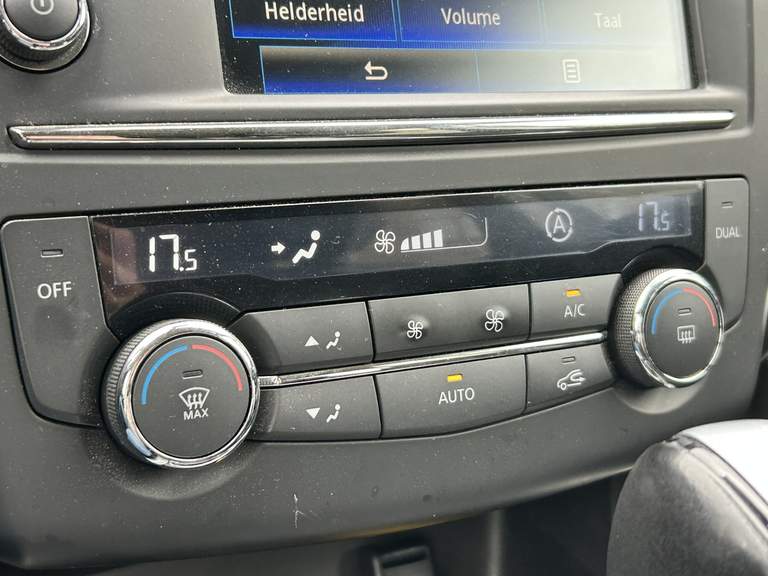 Helderheid Volume Taal
17.5 A 17.5
OFF
DUAL
A/C
MAX
AUTO